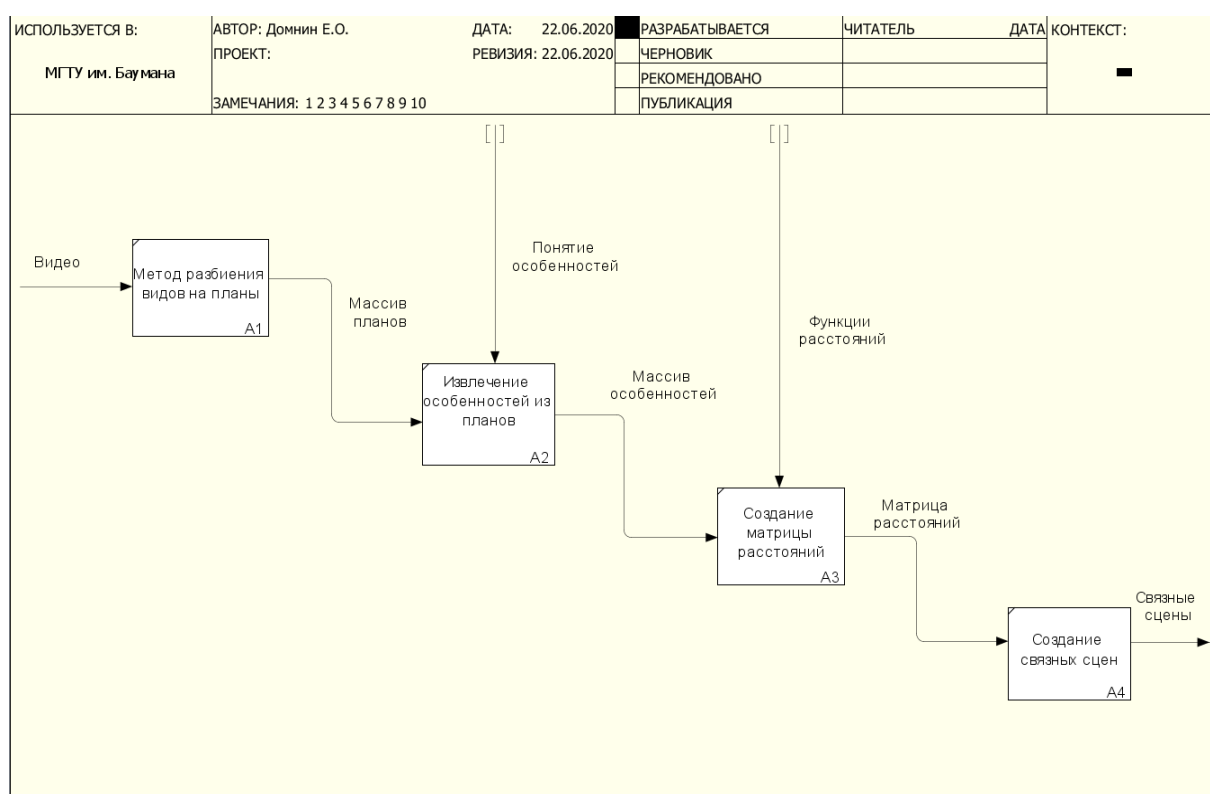 ИСПОЛЬЗУЕТСЯ В:
МГТУ им. Баумана
АВТОР: Домнин Е.О.
ДАТА: 22.06.2020
ПРОЕКТ:
РЕВИЗИЯ: 22.06.2020
ЗАМЕЧАНИЯ: 1 2 3 4 5 6 7 8 9 10
РАЗРАБАТЫВАЕТСЯ
ЧЕРНОВИК
РЕКОМЕНДОВАНО
ПУБЛИКАЦИЯ
ЧИТАТЕЛЬ
ДАТА
КОНТЕКСТ:
Видео
Метод разбиения
видов на планы
A1
Массив
планов
Понятие
особенностей
Извлечение
особенностей из
планов
A2
Массив
особенностей
Функции
расстояний
Создание
матрицы
расстояний
A3
Матрица
расстояний
Создание
связных сцен
A4
Связные
сцены